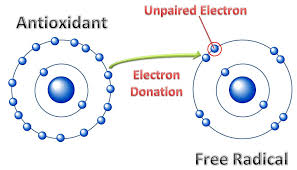 Unpaired Electron
Antioxidant
Electron
Donation
Free Radical